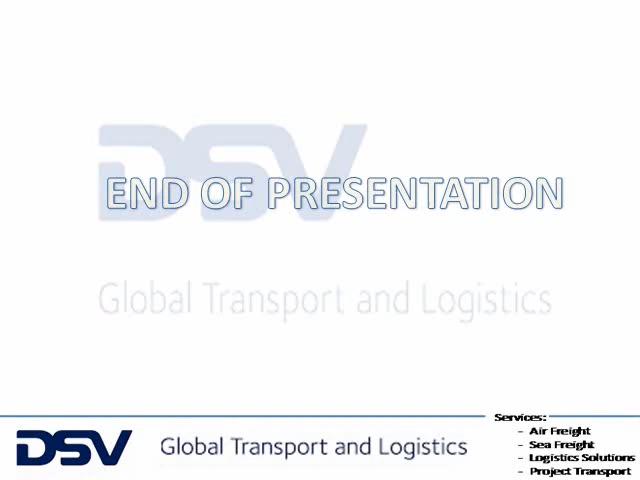 DSV
END OF PRESENTATION
Global Transport and Logistics
Services:
- Air Freight
- Sea Freight
- Logistics Solutions
- Project Transport
DSV Global Transport and Logistics